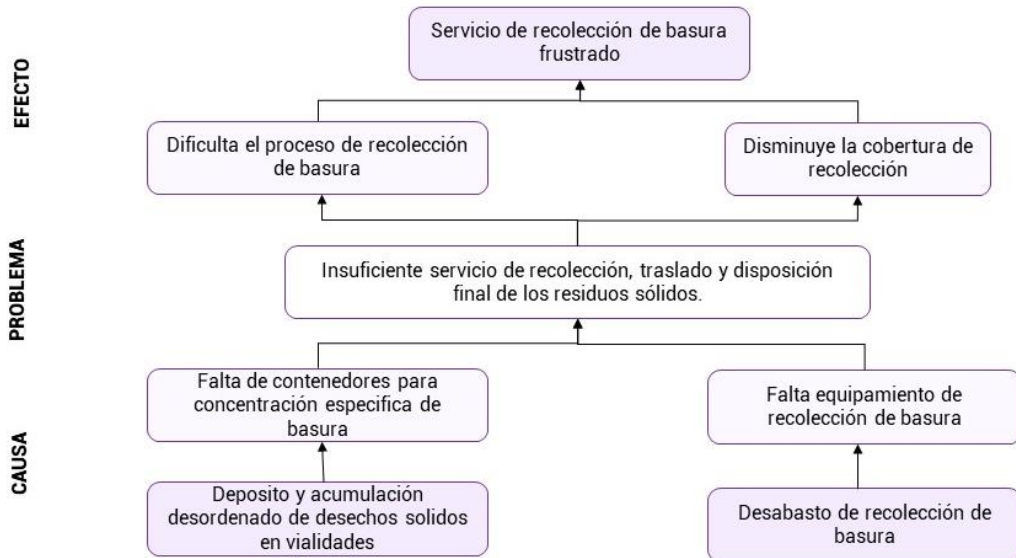 EFECTO
Servicio de recolección de basura
frustrado
Dificulta el proceso de recolección
de basura
Disminuye la cobertura de
recolección
PROBLEMA
Insuficiente servicio de recolección, traslado y disposición
final de los residuos sólidos.
CAUSA
Falta de contenedores para
concentración especifica de
basura
Falta equipamiento de
recolección de basura
Deposito y acumulación
desordenado de desechos solidos
en vialidades
Desabasto de recolección de
basura